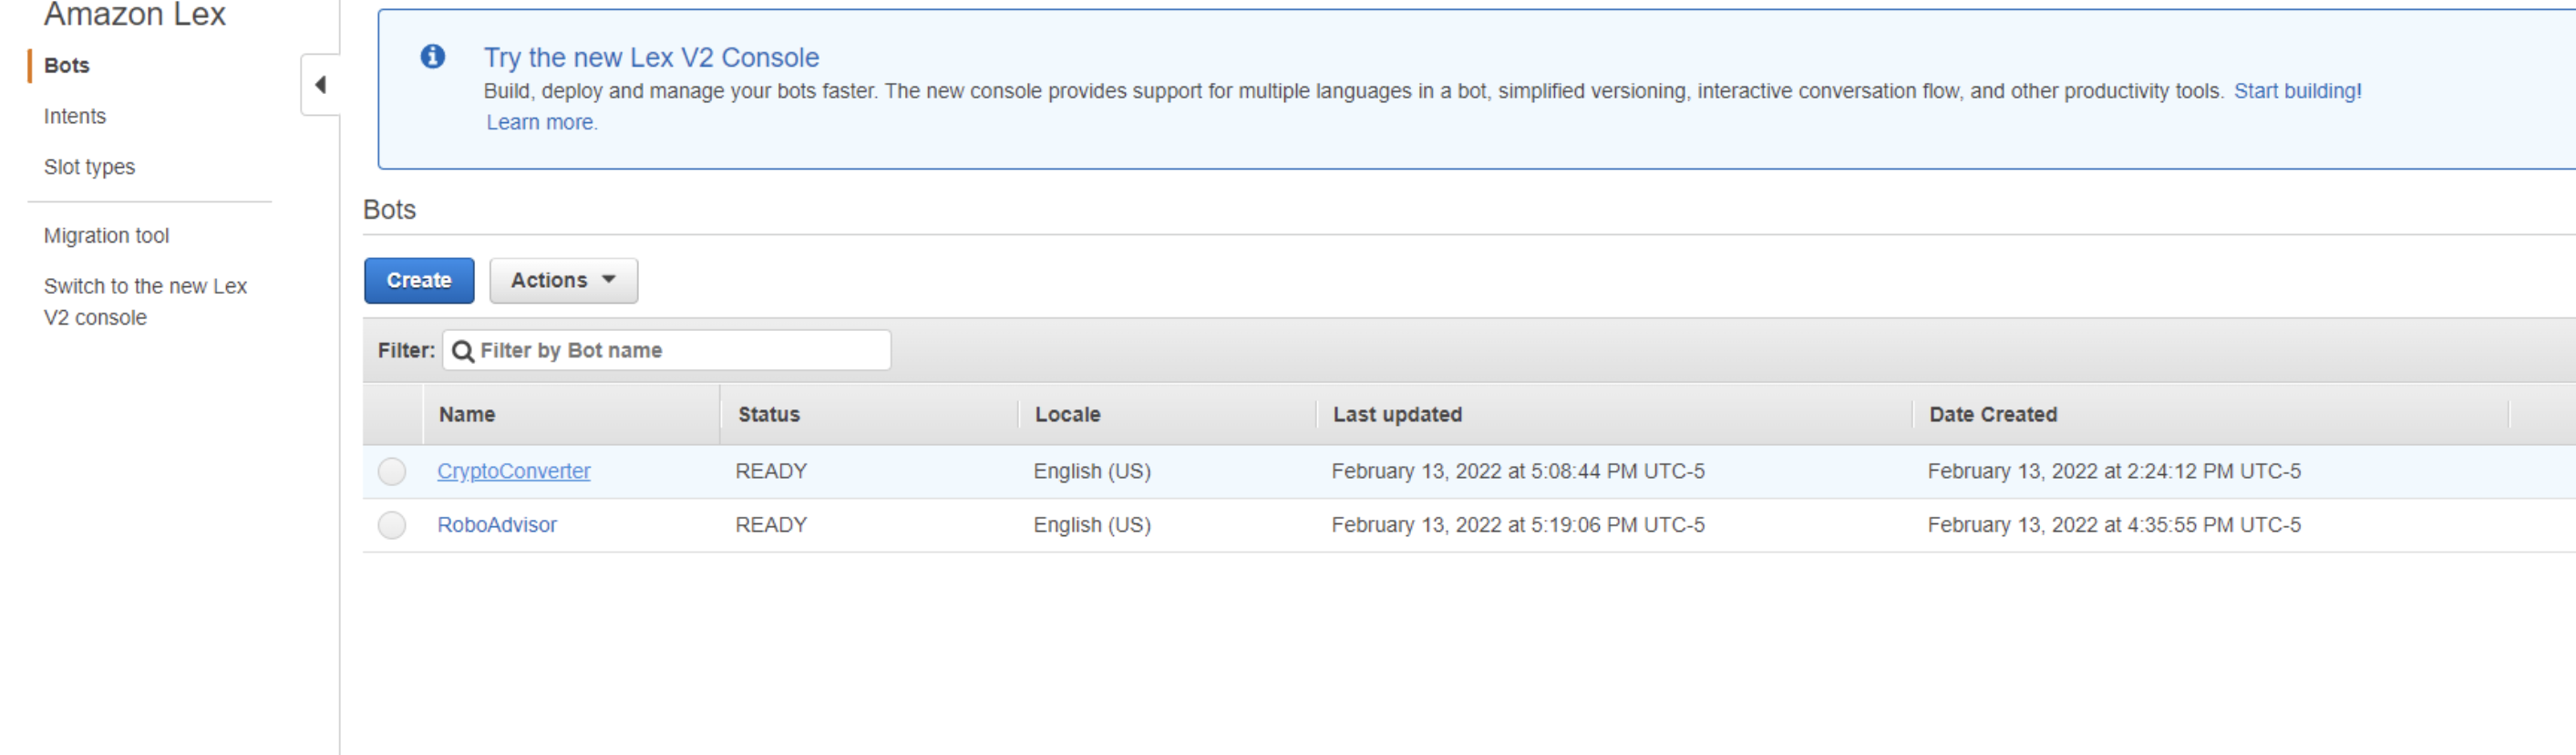 Amazon Lex
Bots
Intents
Slot types
Migration tool
Switch to the new Lex
V2 console
Try the new Lex V2 Console
Build, deploy and manage your bots faster. The new console provides support for multiple languages in a bot, simplified versioning, interactive conversation flow, and other productivity tools. Start building!
Learn more.
Bots
Create Actions
Filter: Filter by Bot name
Name Status Locale Last updated Date Created
CryptoConverter READY English (US) February 13, 2022 at 5:08:44 PM UTC-5 February 13, 2022 at 2:24:12 PM UTC-5
RoboAdvisor READY English (US) February 13, 2022 at 5:19:06 PM UTC-5 February 13, 2022 at 4:35:55 PM UTC-5